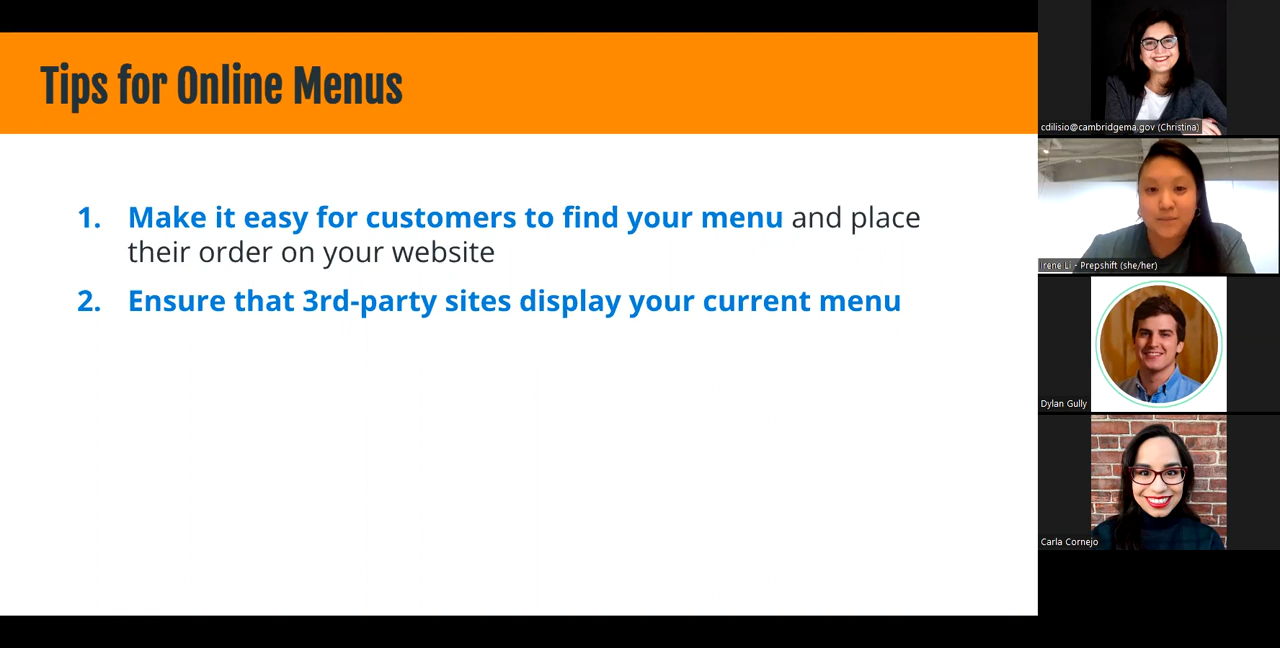 Tips for Online Menus
1. Make it easy for customers to find your menu and place
their order on your website
2. Ensure that 3rd-party sites display your current menu
cdilisio@cambridgema.gov (Christina)
Irene Li - Prepshift (she/her)
Dylan Gully
Carla Cornejo